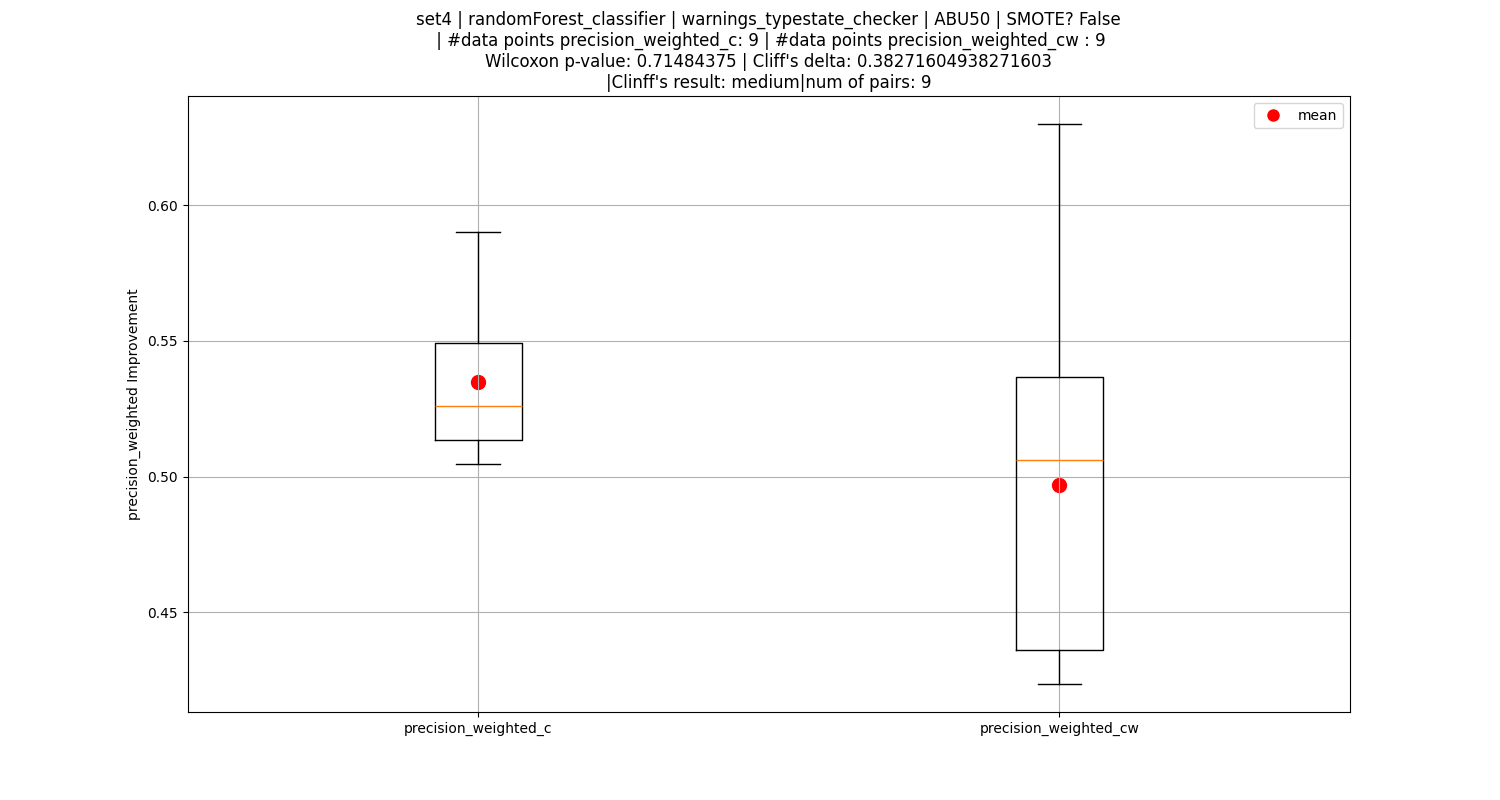 set4 | randomForest_classifier | warnings_typestate_checker | ABU50 | SMOTE? False
| #data points precision_weighted_c: 9 | #data points precision_weighted_cw : 9
Wilcoxon p-value: 0.71484375 | Cliff's delta: 0.38271604938271603
|Clinff's result: medium|num of pairs: 9
mean
precision_weighted Improvement
0.60
0.55
0.50
0.45
precision_weighted_c
precision_weighted_cw